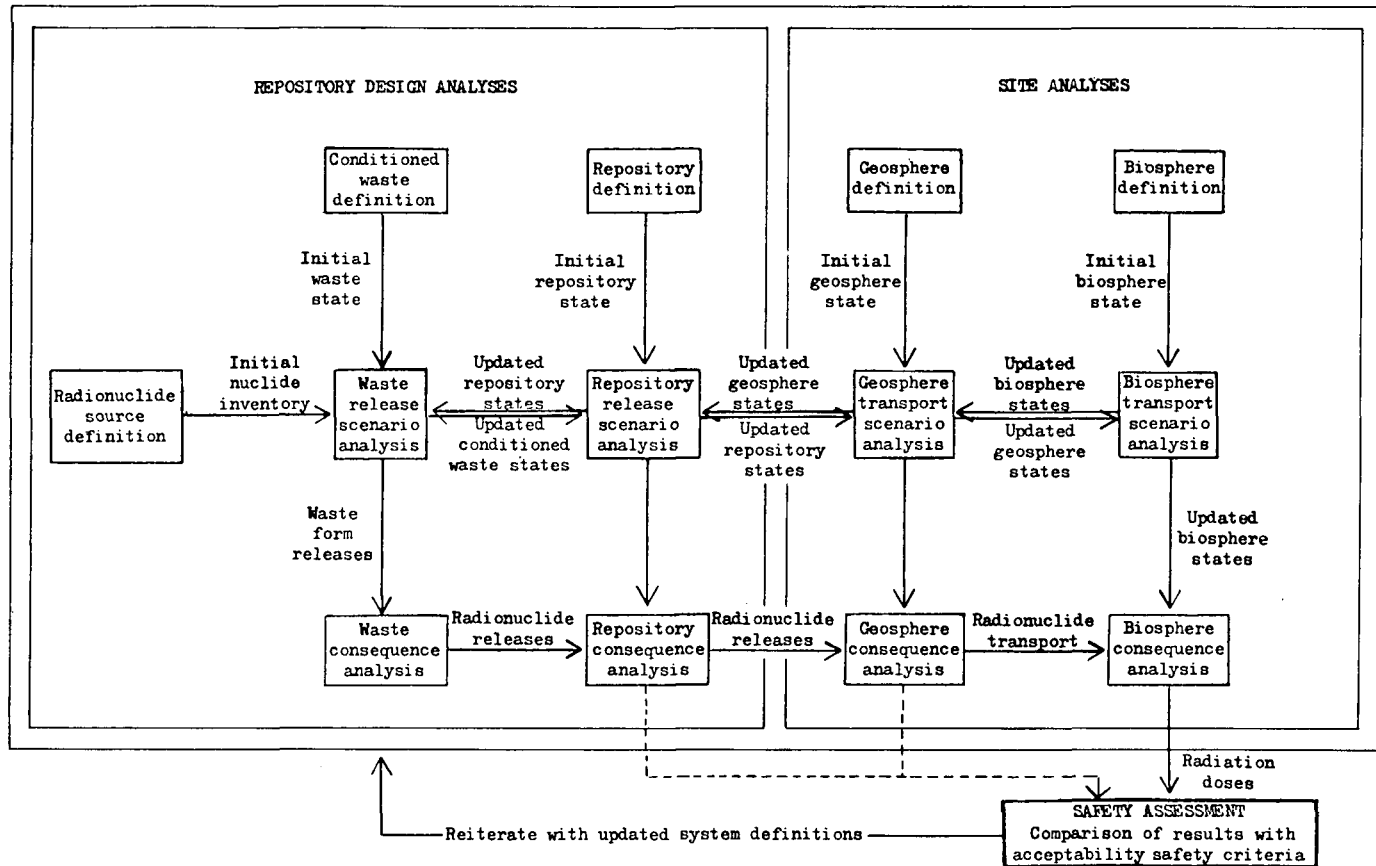 REPOSITORY DESIGN ANALYSES
SITE ANALYSES
Conditioned
waste
definition
Repository
definition
Geosphere
definition
Biosphere
definition
Initial
waste
state
Initial
repository
state
Initial
geosphere
state
Initial
biosphere
state
Radionuclide
source
definition
Initial
nuclide
inventory
Waste
release
scenario
analysis
Updated
repository
states
Updated
conditioned
waste states
Repository
release
scenario
analysis
Updated
geosphere
states
Updated
repository
states
Geosphere
transport
scenario
analysis
Updated
biosphere
states
Updated
geosphere
states
Biosphere
transport
scenario
analysis
Waste
form
releases
Updated
biosphere
states
Waste
consequence
analysis
Radionuclide
releases
Repository
consequence
analysis
Radionuclide
releases
Geosphere
consequence
analysis
Radionuclide
transport
Biosphere
consequence
analysis
Radiation
doses
Reiterate with updated system definitions
SAFETY ASSESSMENT
Comparison of results with
acceptability safety criteria